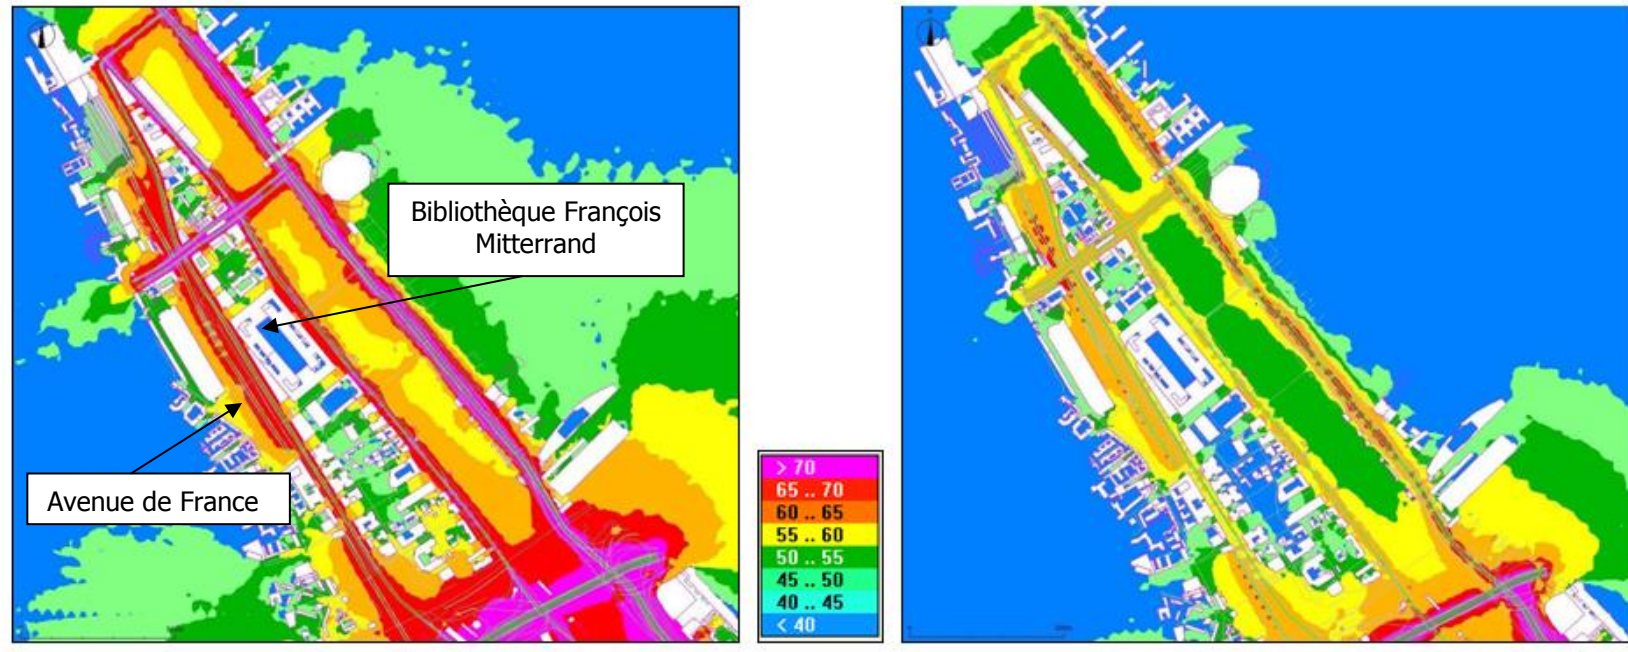 Bibliothèque François
Mitterrand
Avenue de France
> 70
65 .. 70
60 .. 65
55 .. 60
50 .. 55
45 .. 50
40 .. 45
< 40